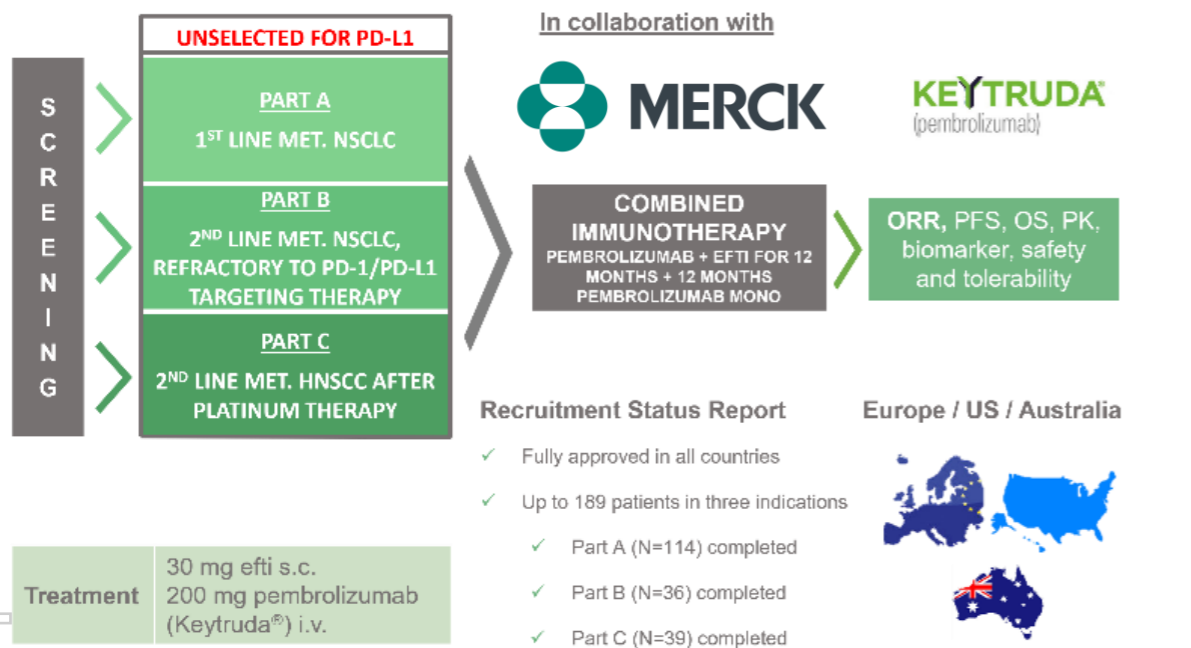 UNSELECTED FOR PD-L1
SCREENING
PART A
1ST LINE MET. NSCLC
PART B
2ND LINE MET. NSCLC,
REFRACTORY TO PD-1/PD-L1
TARGETING THERAPY
PART C
2ND LINE MET. HNSCC AFTER
PLATINUM THERAPY
In collaboration with
MERCK
KEYTRUDA®
(pembrolizumab)
COMBINED
IMMUNOTHERAPY
PEMBROLIZUMAB + EFTI FOR 12
MONTHS + 12 MONTHS
PEMBROLIZUMAB MONO
ORR, PFS, OS, PK,
biomarker, safety
and tolerability
Recruitment Status Report
✓ Fully approved in all countries
✓ Up to 189 patients in three indications
✓ Part A (N=114) completed
✓ Part B (N=36) completed
✓ Part C (N=39) completed
Europe / US / Australia
Treatment
30 mg efti s.c.
200 mg pembrolizumab
(Keytruda®) i.v.